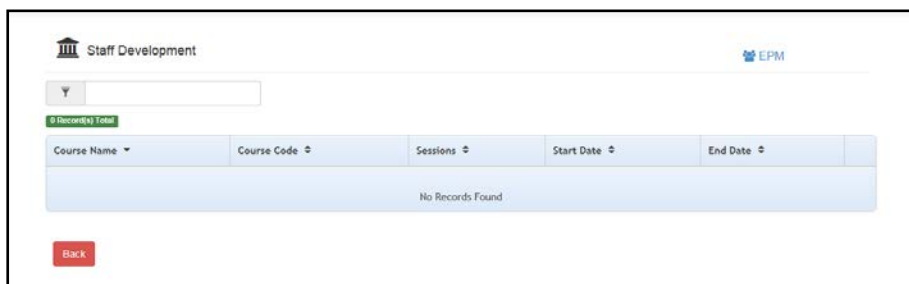 Staff Development
EPM
0 Record(s) Total
Course Name Course Code Sessions Start Date End Date
No Records Found
Back